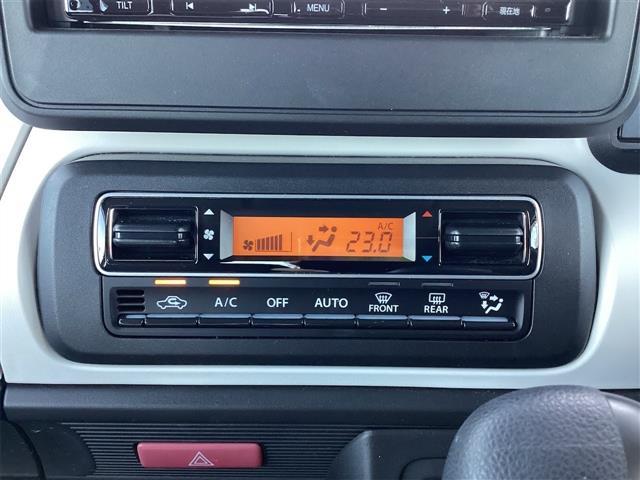 TILT MENU - + 現在地
A/C
23.0
A/C OFF AUTO FRONT REAR